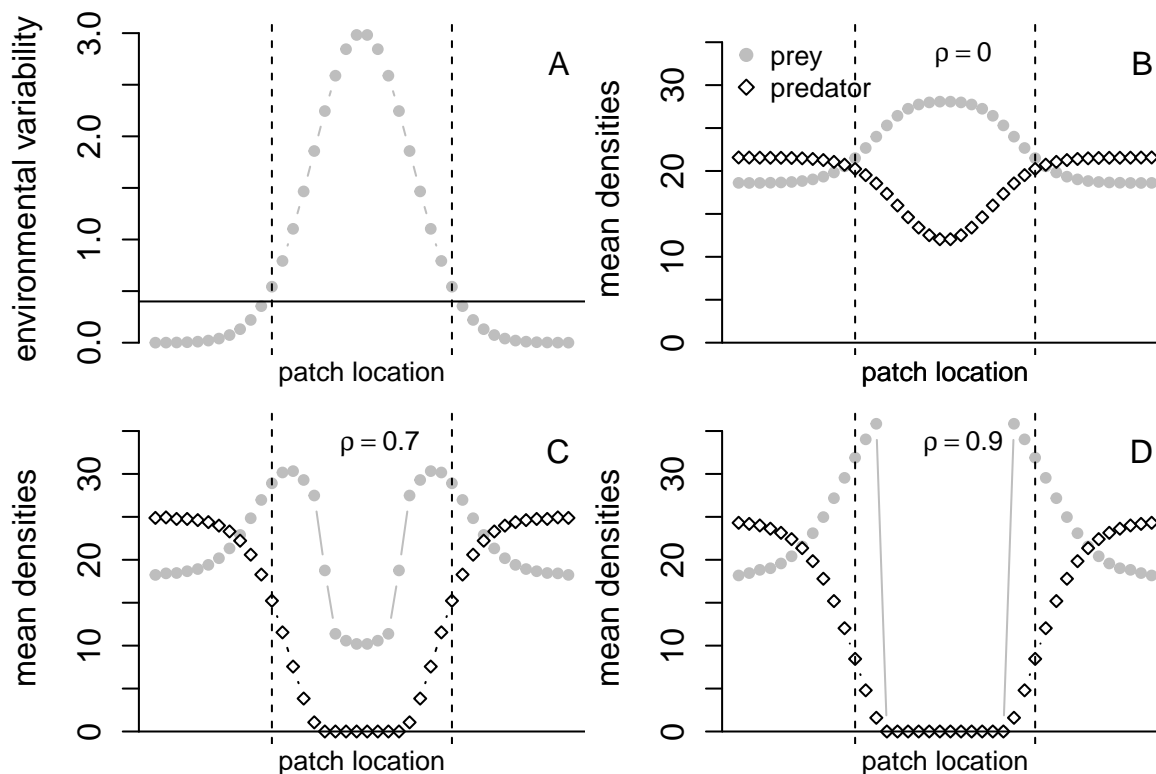 A
environmental variability
3.0
2.0
1.0
0.0
patch location
B
ρ = 0
prey
predator
mean densities
30
20
10
0
patch location
C
ρ = 0.7
mean densities
30
20
10
0
patch location
D
ρ = 0.9
mean densities
30
20
10
0
patch location